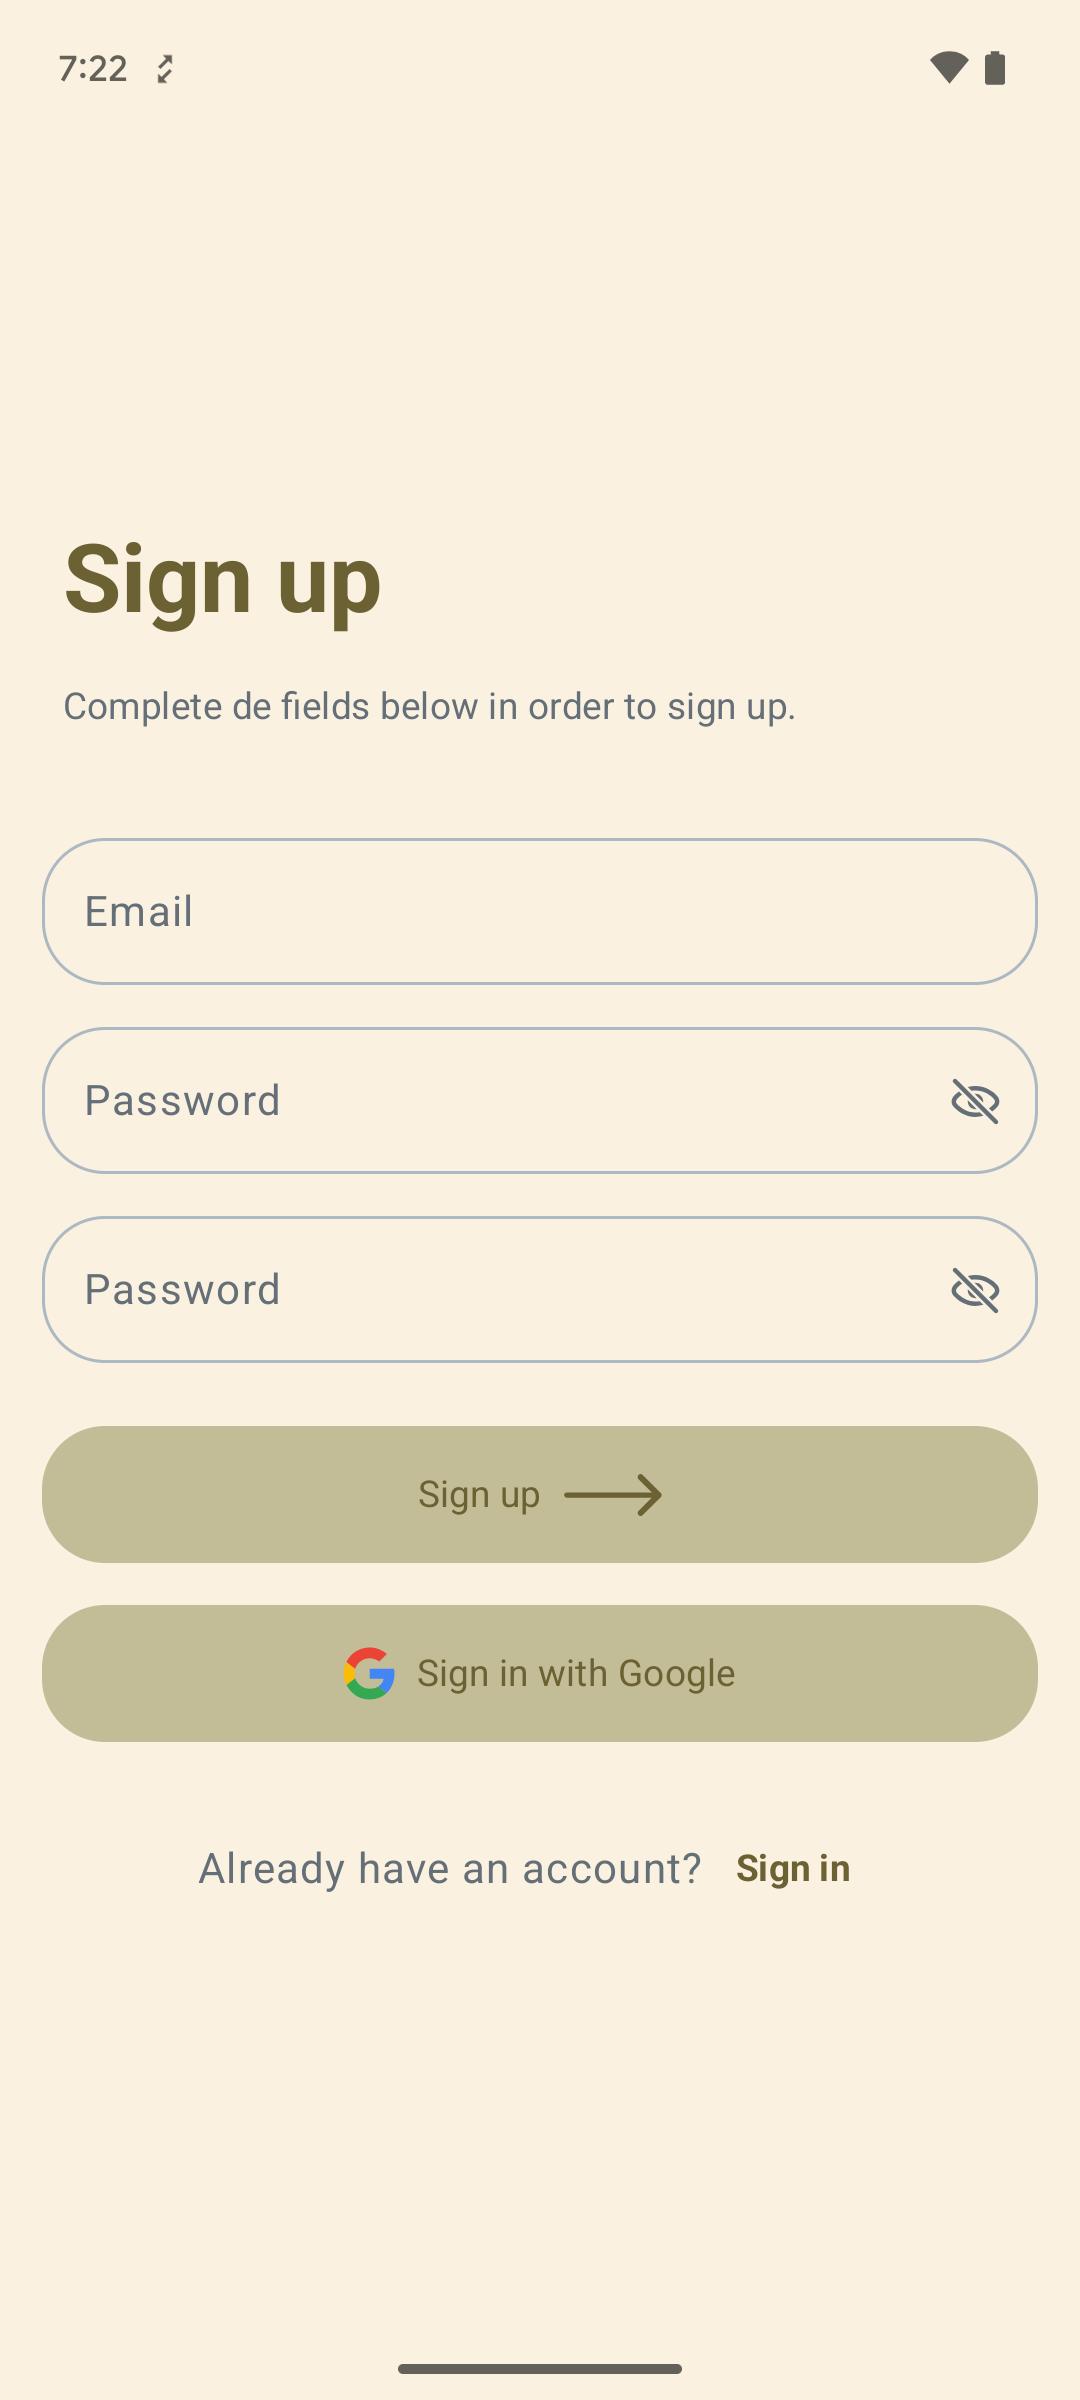 7:22
Sign up
Complete de fields below in order to sign up.
Email
Password
Password
Sign up
Sign in with Google
Already have an account? Sign in